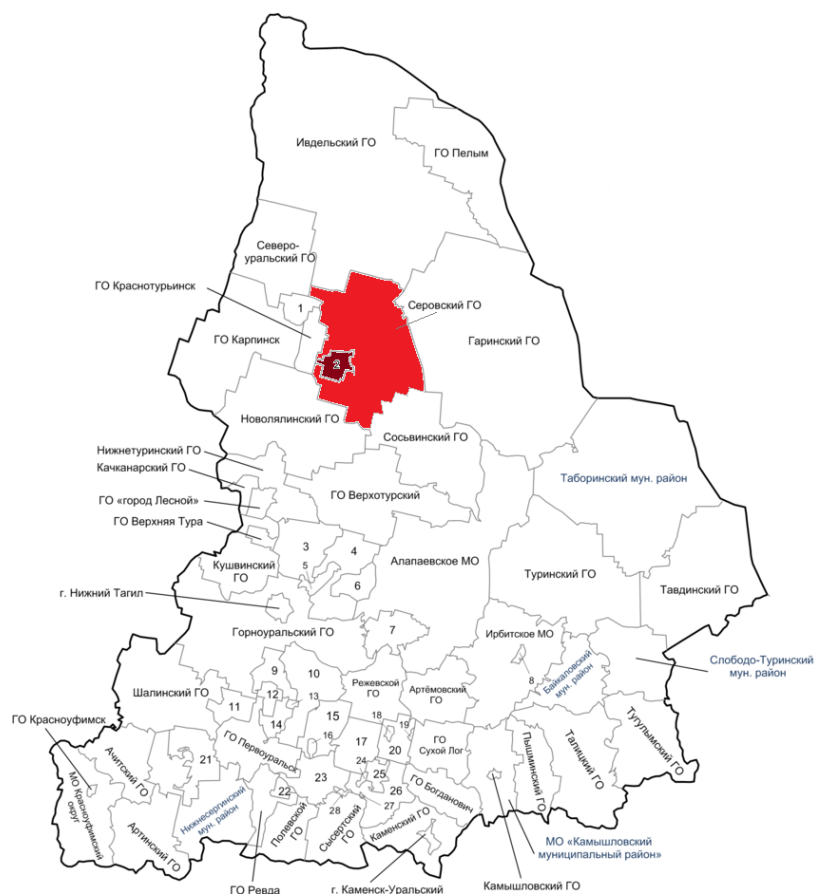 Ивдельский ГО
ГО Пелым
Северо-
уральский ГО
ГО Краснотурьинск
1
Серовский ГО
ГО Карпинск
Гаринский ГО
2
Новолялинский ГО
Сосьвинский ГО
Нижнетуринский ГО
Качканарский ГО
Таборинский мун. район
ГО «город Лесной»
ГО Верхотурский
ГО Верхняя Тура
3
4
Алапаевское МО
Кушвинский
ГО
5
6
Туринский ГО
Тавдинский ГО
г. Нижний Тагил
7
Горноуральский ГО
Ирбитское МО
Слободо-Туринский
мун. район
8
Байкаловский
мун. район
9
10
Режевской
ГО
Артёмовский
ГО
Шалинский ГО
11
12
13
14
15
16
17
18
19
20
ГО
Сухой Лог
ГО Красноуфимск
Ачитский ГО
21
ГО Первоуральск
Пышминский ГО
Талицкий ГО
Тугулымский ГО
22
23
24
25
26
27
28
ГО Богданович
МО Красноуфимский
округ
Артинский ГО
Нижнесергинский
мун. район
Полевской
ГО
Сысертский
ГО
Каменский
ГО
МО «Камышловский
муниципальный район»
ГО Ревда
г. Каменск-Уральский
Камышловский ГО